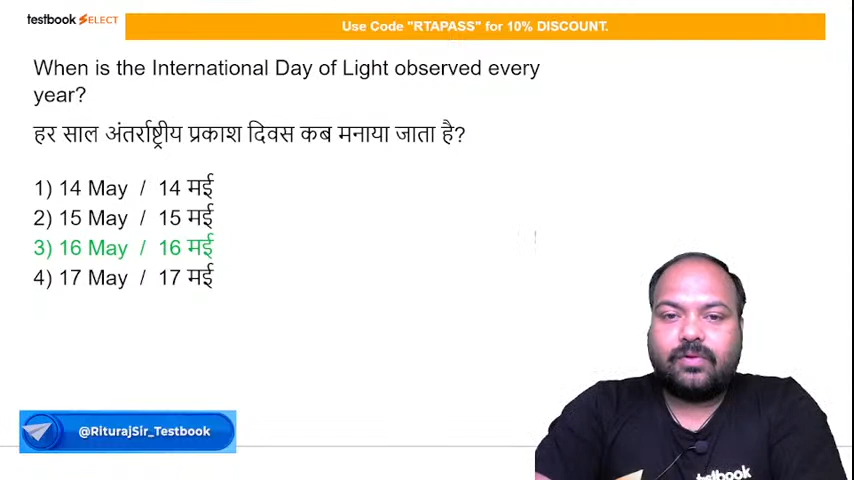 testbook SELECT
Use Code "RTAPASS" for 10% DISCOUNT.
When is the International Day of Light observed every
year?
हर साल अंतर्राष्ट्रीय प्रकाश दिवस कब मनाया जाता है?
1) 14 May / 14 मई
2) 15 May / 15 मई
3) 16 May / 16 मई
4) 17 May / 17 मई
@RiturajSir_Testbook
testbook